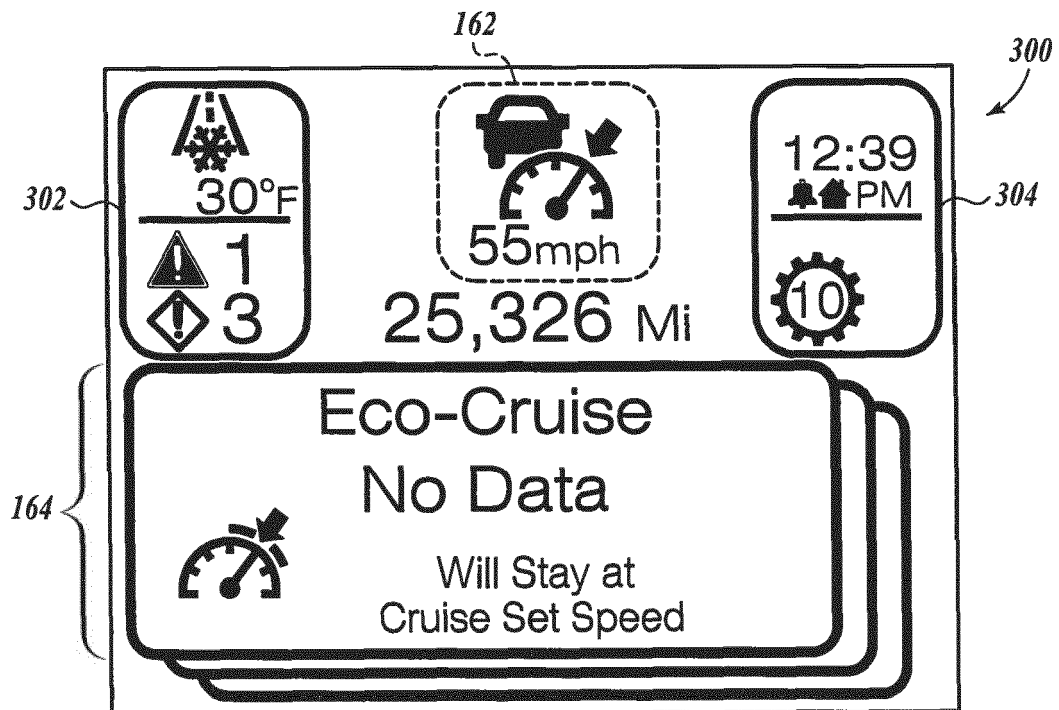 162
300
302
30°F
1
3
55mph
25,326 Mi
12:39
PM
304
10
164
Eco-Cruise
No Data
Will Stay at
Cruise Set Speed